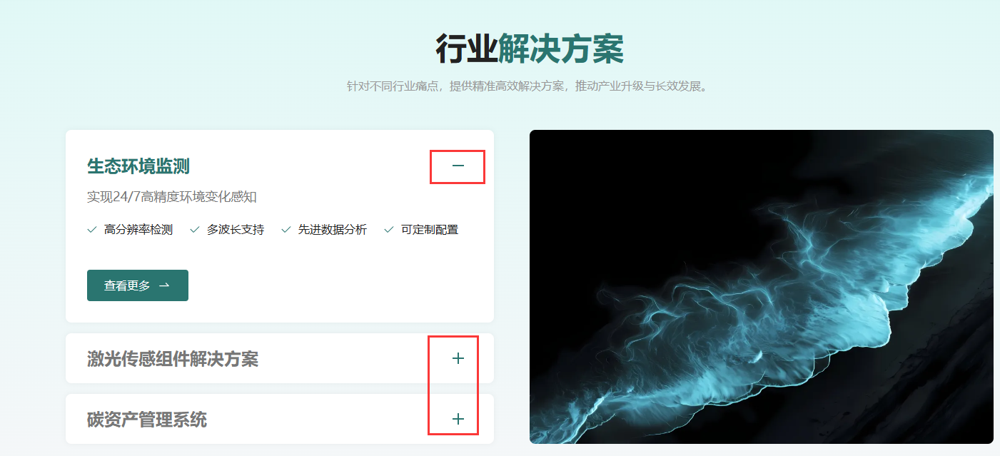 行业解决方案
针对不同行业痛点，提供精准高效解决方案，推动产业升级与长效发展。
生态环境监测
实现24/7高精度环境变化感知
高分辨率检测 多波长支持 先进数据分析 可定制配置
查看更多
激光传感组件解决方案
碳资产管理系统